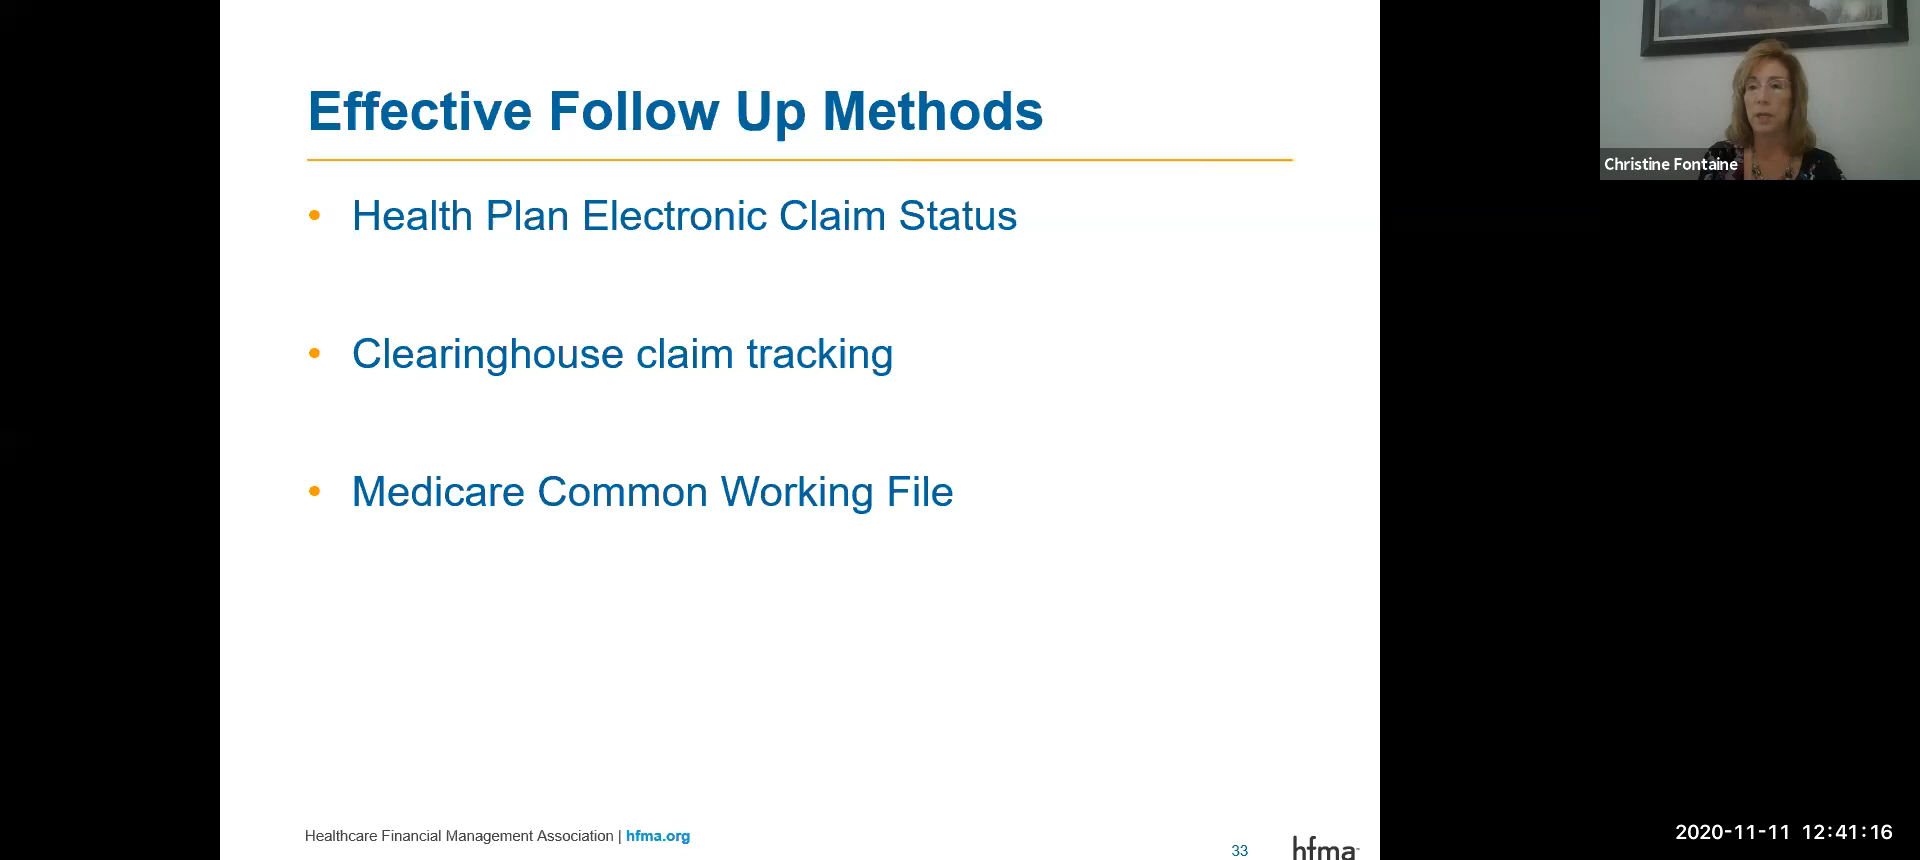 Effective Follow Up Methods
• Health Plan Electronic Claim Status
• Clearinghouse claim tracking
• Medicare Common Working File
Healthcare Financial Management Association | hfma.org
33
hfma
Christine Fontaine
2020-11-11 12:41:16